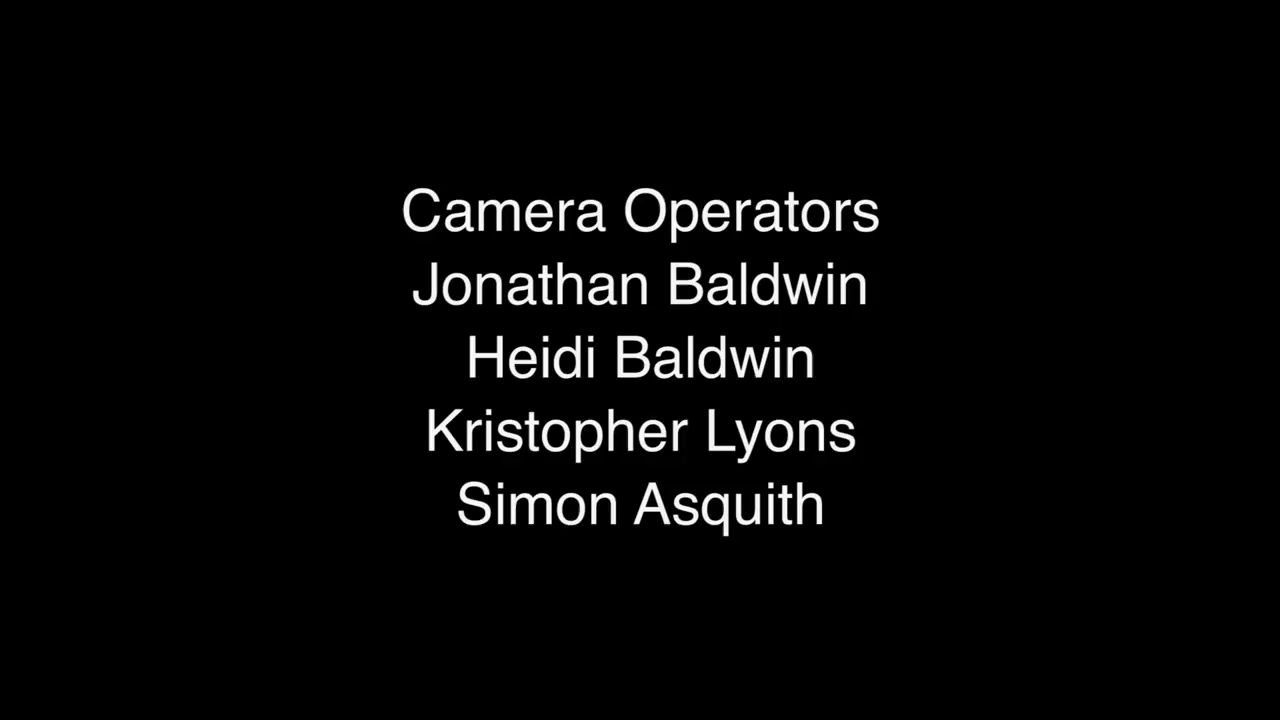 Camera Operators
Jonathan Baldwin
Heidi Baldwin
Kristopher Lyons
Simon Asquith